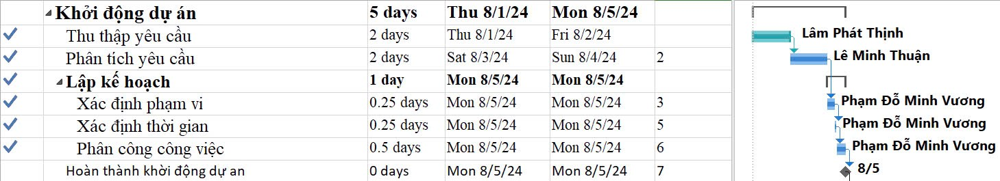 Khởi động dự án 5 days Thu 8/1/24 Mon 8/5/24
Thu thập yêu cầu 2 days Thu 8/1/24 Fri 8/2/24 Lâm Phát Thịnh
Phân tích yêu cầu 2 days Sat 8/3/24 Sun 8/4/24 2 Lê Minh Thuận
Lập kế hoạch 1 day Mon 8/5/24 Mon 8/5/24
Xác định phạm vi 0.25 days Mon 8/5/24 Mon 8/5/24 3 Phạm Đỗ Minh Vương
Xác định thời gian 0.25 days Mon 8/5/24 Mon 8/5/24 5 Phạm Đỗ Minh Vương
Phân công công việc 0.5 days Mon 8/5/24 Mon 8/5/24 6 Phạm Đỗ Minh Vương
Hoàn thành khởi động dự an 0 days Mon 8/5/24 Mon 8/5/24 7 8/5